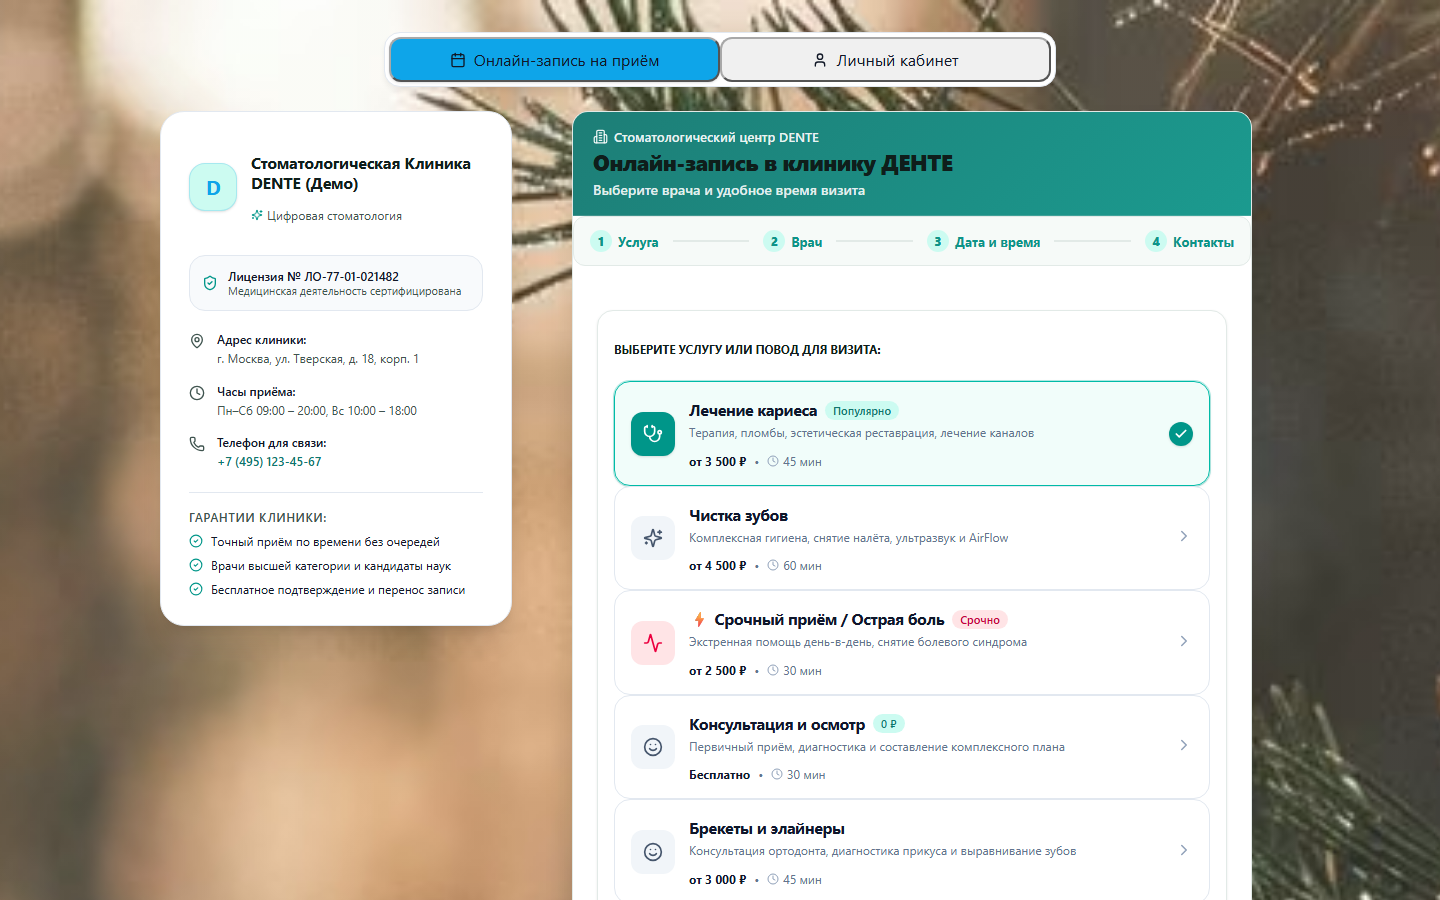 Онлайн-запись на приём
Личный кабинет
D
Стоматологическая Клиника
DENTE (Демо)
Цифровая стоматология
Лицензия № ЛО-77-01-021482
Медицинская деятельность сертифицирована
Адрес клиники:
г. Москва, ул. Тверская, д. 18, корп. 1
Часы приёма:
Пн–Сб 09:00 – 20:00, Вс 10:00 – 18:00
Телефон для связи:
+7 (495) 123-45-67
ГАРАНТИИ КЛИНИКИ:
Точный приём по времени без очередей
Врачи высшей категории и кандидаты наук
Бесплатное подтверждение и перенос записи
Стоматологический центр DENTE
Онлайн-запись в клинику ДЕНТЕ
Выберите врача и удобное время визита
1 Услуга
2 Врач
3 Дата и время
4 Контакты
ВЫБЕРИТЕ УСЛУГУ ИЛИ ПОВОД ДЛЯ ВИЗИТА:
Лечение кариеса Популярно
Терапия, пломбы, эстетическая реставрация, лечение каналов
от 3 500 ₽ • 45 мин
Чистка зубов
Комплексная гигиена, снятие налёта, ультразвук и AirFlow
от 4 500 ₽ • 60 мин
Срочный приём / Острая боль Срочно
Экстренная помощь день-в-день, снятие болевого синдрома
от 2 500 ₽ • 30 мин
Консультация и осмотр 0 ₽
Первичный приём, диагностика и составление комплексного плана
Бесплатно • 30 мин
Брекеты и элайнеры
Консультация ортодонта, диагностика прикуса и выравнивание зубов
от 3 000 ₽ • 45 мин